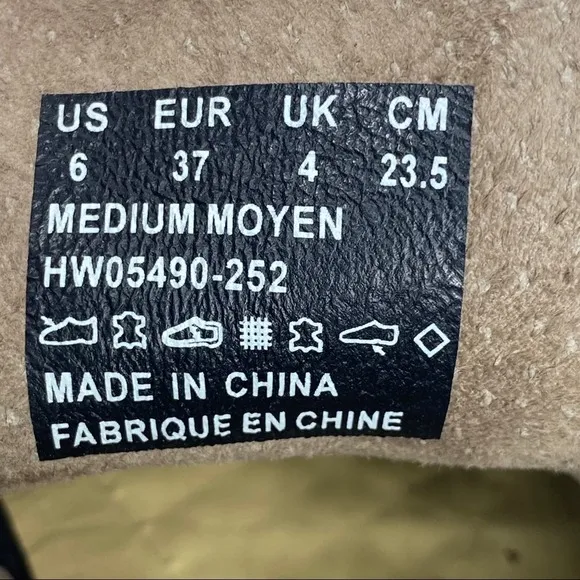 US EUR UK CM
6 37 4 23.5
MEDIUM MOYEN
HW05490-252
MADE IN CHINA
FABRIQUE EN CHINE